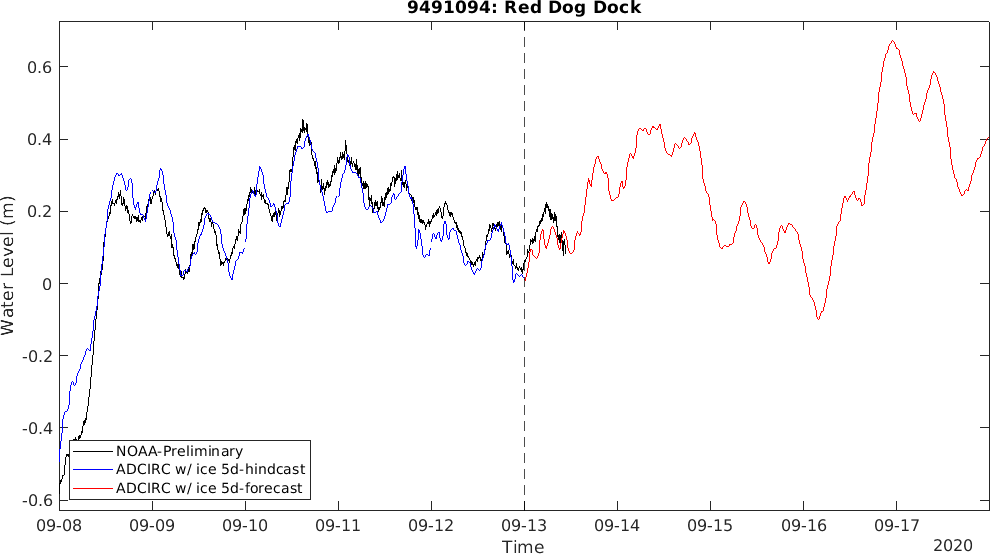 9491094: Red Dog Dock
Water Level (m)
0.6
0.4
0.2
0
-0.2
-0.4
-0.6
NOAA-Preliminary
ADCIRC w/ ice 5d-hindcast
ADCIRC w/ ice 5d-forecast
09-08 09-09 09-10 09-11 09-12 09-13 09-14 09-15 09-16 09-17
Time
2020